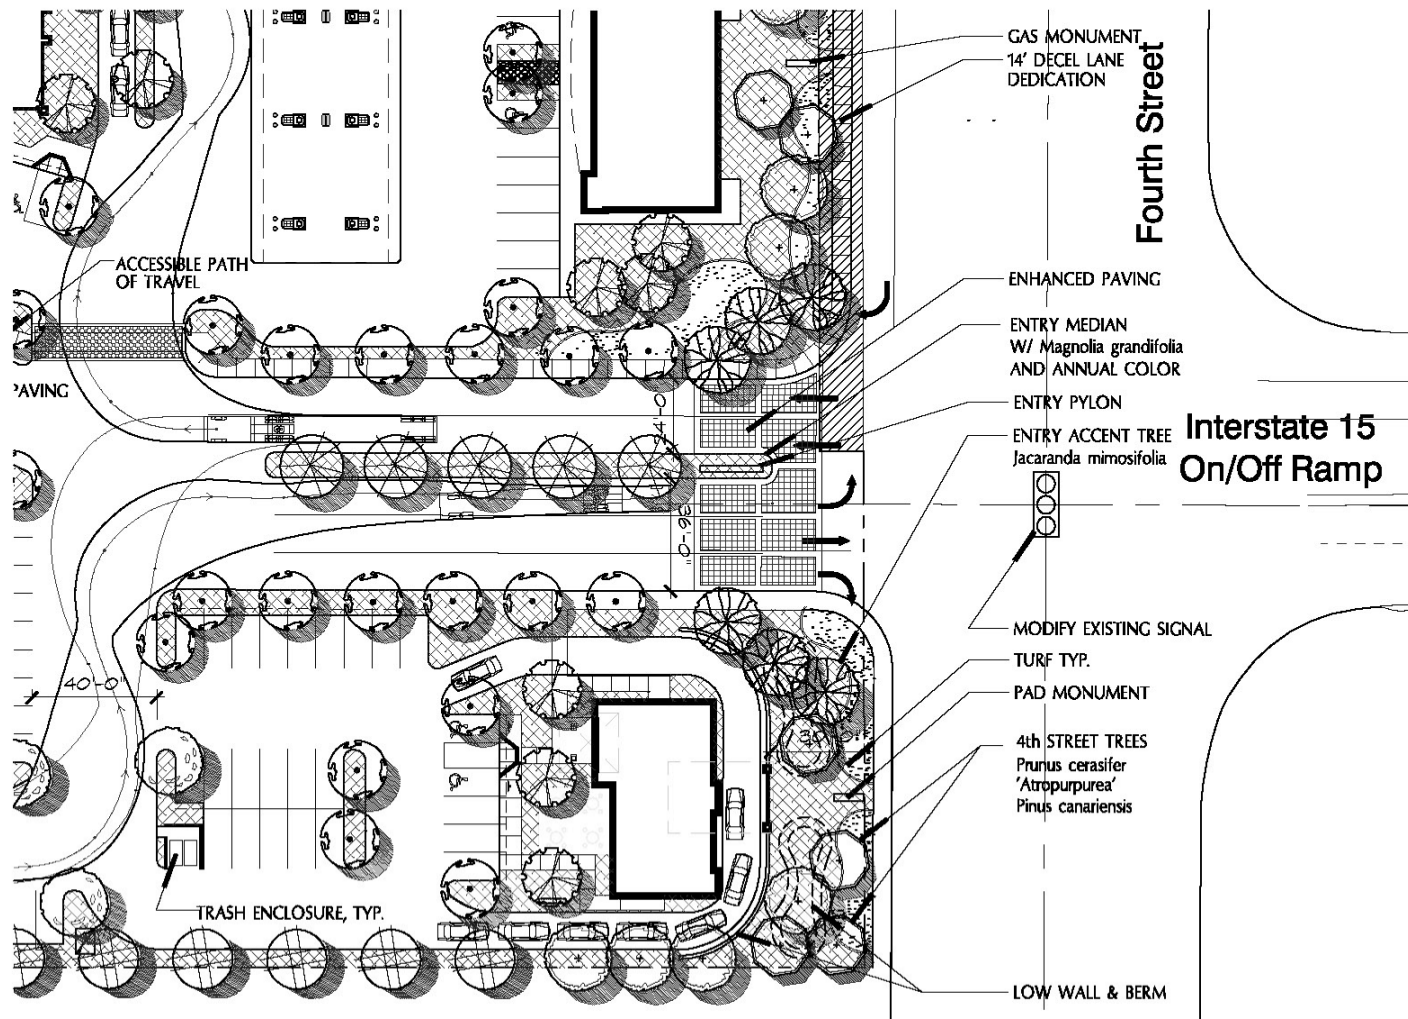 GAS MONUMENT
14' DECEL LANE
DEDICATION
Fourth Street
ACCESSIBLE PATH
OF TRAVEL
ENHANCED PAVING
ENTRY MEDIAN
W/ Magnolia grandifolia
AND ANNUAL COLOR
PAVING
ENTRY PYLON
24'-0"
ENTRY ACCENT TREE
Jacaranda mimosifolia
Interstate 15
On/Off Ramp
36'-0"
MODIFY EXISTING SIGNAL
TURF TYP.
40'-0"
PAD MONUMENT
4th STREET TREES
Prunus cerasifer
'Atropurpurea'
Pinus canariensis
TRASH ENCLOSURE, TYP.
LOW WALL & BERM